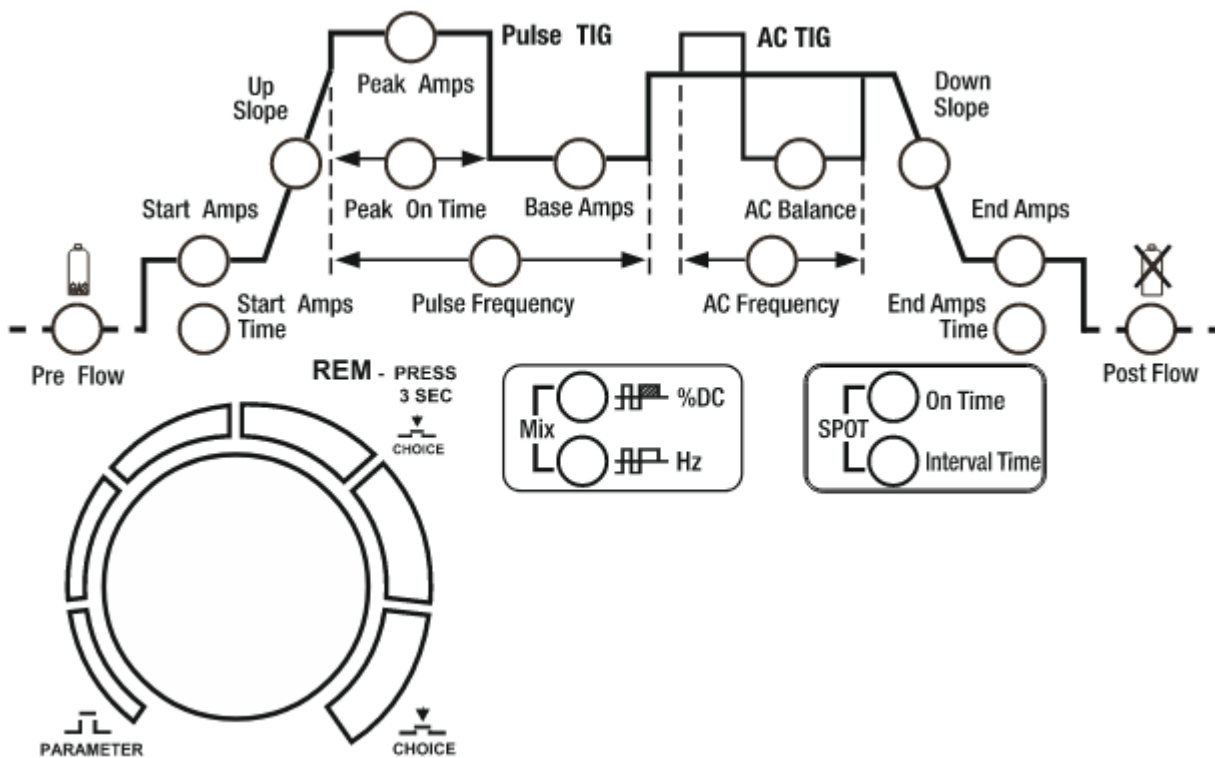 Pulse TIG
AC TIG
Peak Amps
Up
Slope
Down
Slope
Start Amps
Peak On Time
Base Amps
AC Balance
End Amps
GAS
Start Amps
Time
Pulse Frequency
AC Frequency
End Amps
Time
Pre Flow
Post Flow
REM - PRESS
3 SEC
CHOICE
Mix
%DC
Hz
SPOT
On Time
Interval Time
PARAMETER
CHOICE